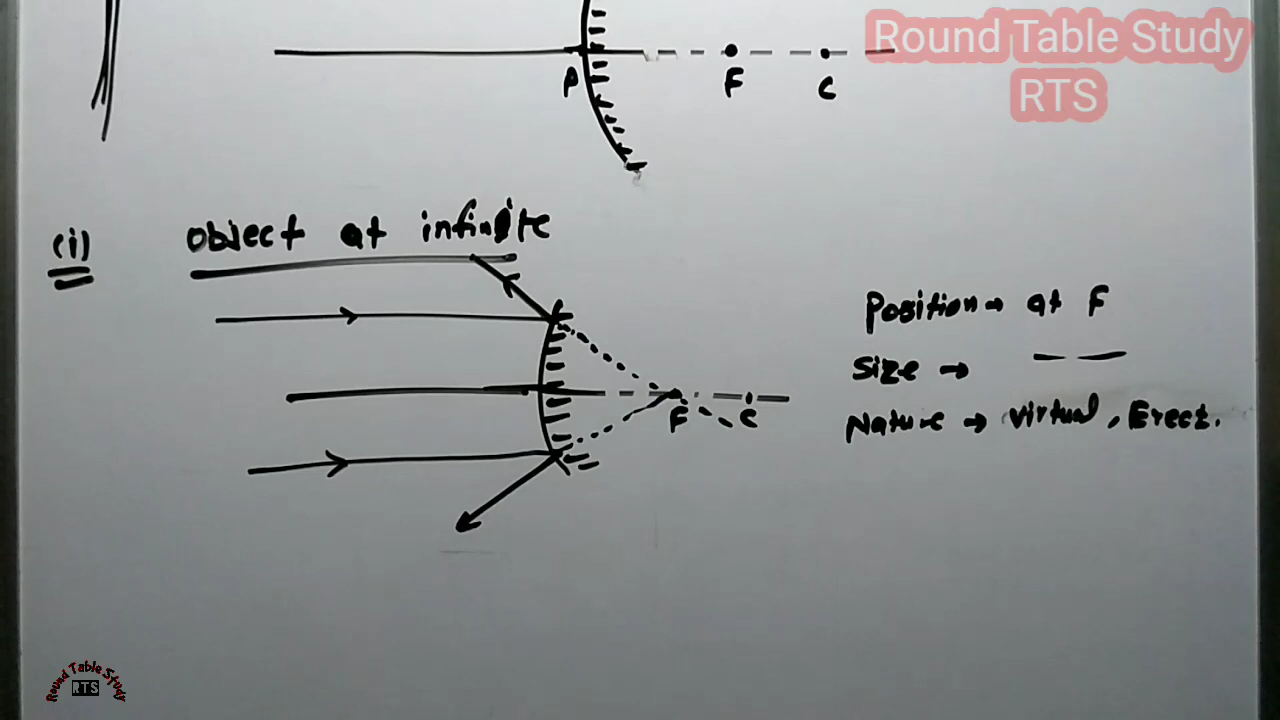 Round Table Study
RTS
P F C
(i) object at infinite
Position → at F
Size → — —
Nature → virtual, Erect.
F C
Round Table Study
RTS